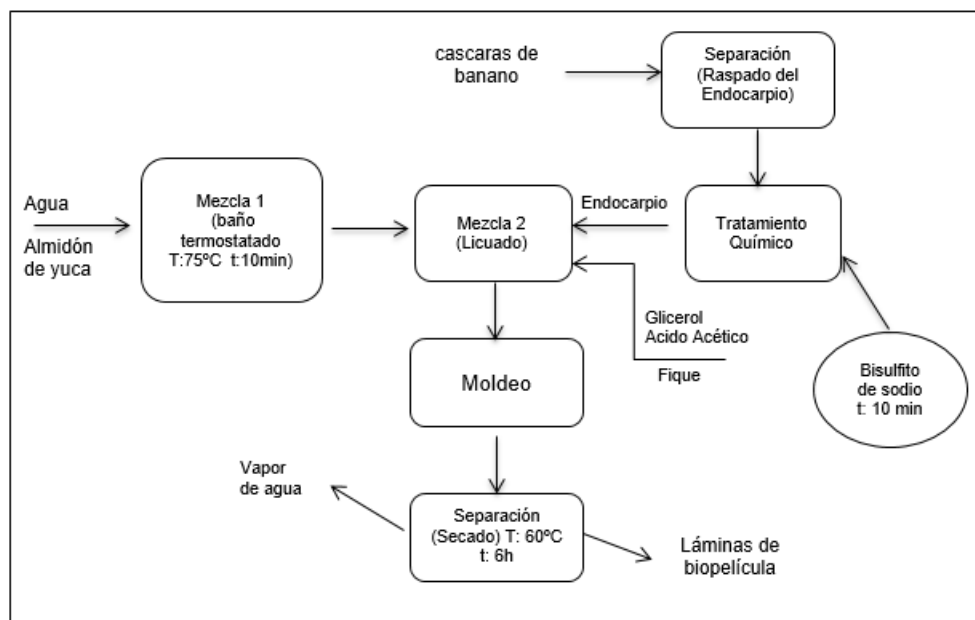 cascaras de
banano
Separación
(Raspado del
Endocarpio)
Agua
Almidón
de yuca
Mezcla 1
(baño
termostatado
T:75ºC t:10min)
Mezcla 2
(Licuado)
Endocarpio
Tratamiento
Químico
Glicerol
Acido Acético
Fique
Bisulfito
de sodio
t: 10 min
Moldeo
Vapor
de agua
Separación
(Secado) T: 60ºC
t: 6h
Láminas de
biopelícula